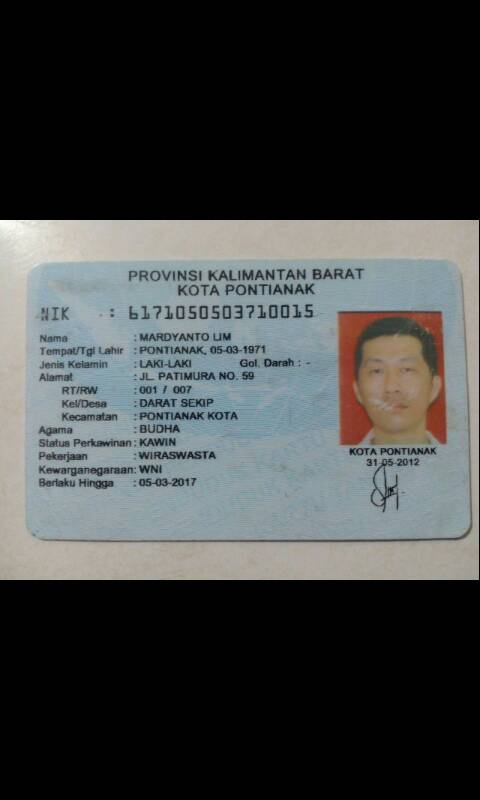 PROVINSI KALIMANTAN BARAT
KOTA PONTIANAK
NIK : 6171050503710015
Nama : MARDYANTO LIM
Tempat/Tgl Lahir : PONTIANAK, 05-03-1971
Jenis Kelamin : LAKI-LAKI Gol. Darah : -
Alamat : JL. PATIMURA NO. 59
RT/RW : 001 / 007
Kel/Desa : DARAT SEKIP
Kecamatan : PONTIANAK KOTA
Agama : BUDHA
Status Perkawinan : KAWIN
Pekerjaan : WIRASWASTA
Kewarganegaraan: WNI
Berlaku Hingga : 05-03-2017
KOTA PONTIANAK
31-05-2012